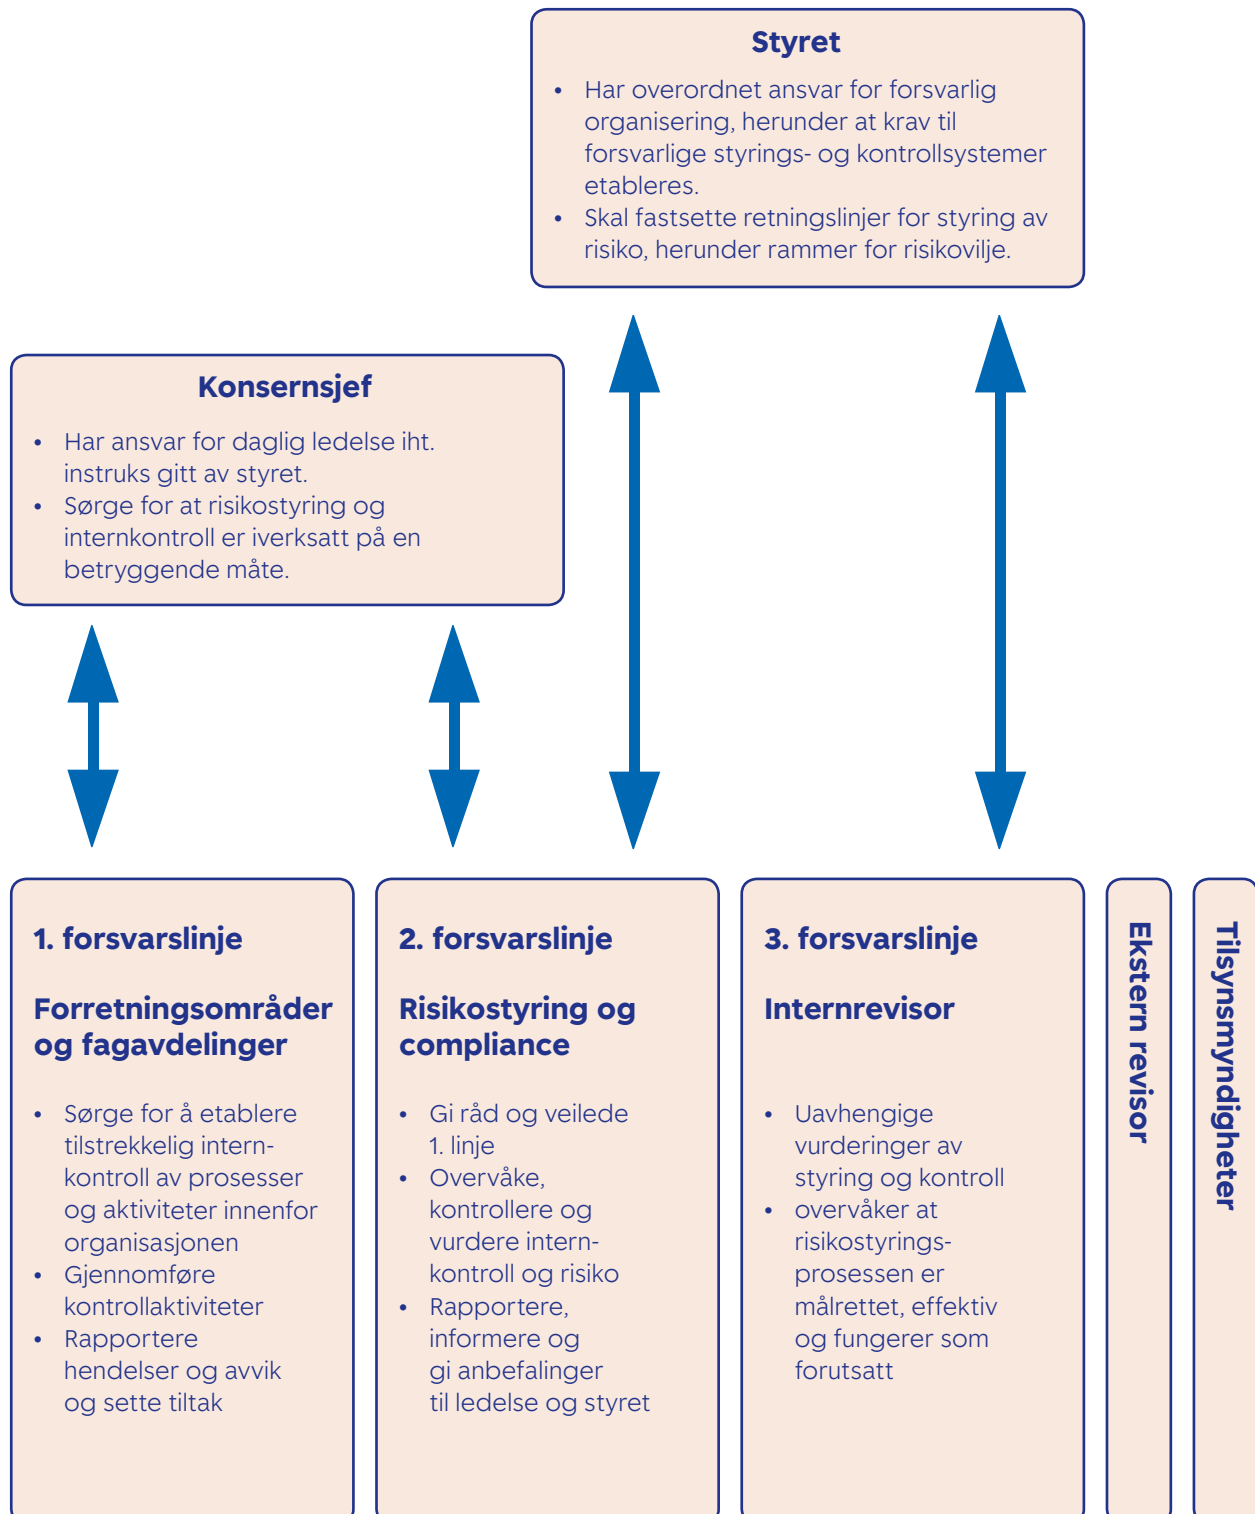 Styret
• Har overordnet ansvar for forsvarlig
organisering, herunder at krav til
forsvarlige styrings- og kontrollsystemer
etableres.
• Skal fastsette retningslinjer for styring av
risiko, herunder rammer for risikovilje.
Konsernsjef
• Har ansvar for daglig ledelse iht.
instruks gitt av styret.
• Sørge for at risikostyring og
internkontroll er iverksatt på en
betryggende måte.
1. forsvarslinje
Forretningsområder
og fagavdelinger
• Sørge for å etablere
tilstrekkelig intern-
kontroll av prosesser
og aktiviteter innenfor
organisasjonen
• Gjennomføre
kontrollaktiviteter
• Rapportere
hendelser og avvik
og sette tiltak
2. forsvarslinje
Risikostyring og
compliance
• Gi råd og veilede
1. linje
• Overvåke,
kontrollere og
vurdere intern-
kontroll og risiko
• Rapportere,
informere og
gi anbefalinger
til ledelse og styret
3. forsvarslinje
Internrevisor
• Uavhengige
vurderinger av
styring og kontroll
• overvåker at
risikostyrings-
prosessen er
målrettet, effektiv
og fungerer som
forutsatt
Ekstern revisor
Tilsynsmyndigheter